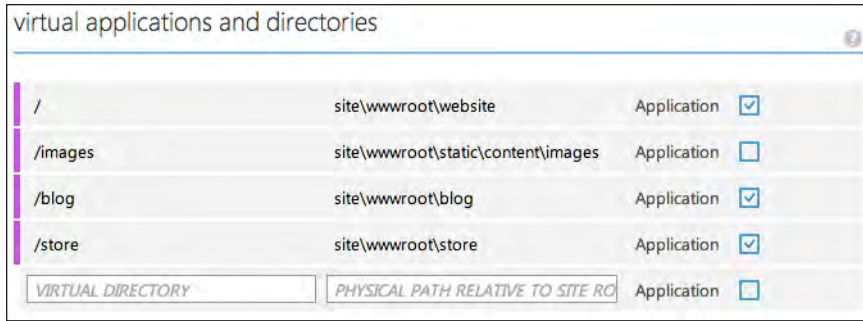 virtual applications and directories
?
/ site\wwwroot\website Application
/images site\wwwroot\static\content\images Application
/blog site\wwwroot\blog Application
/store site\wwwroot\store Application
VIRTUAL DIRECTORY PHYSICAL PATH RELATIVE TO SITE RO Application